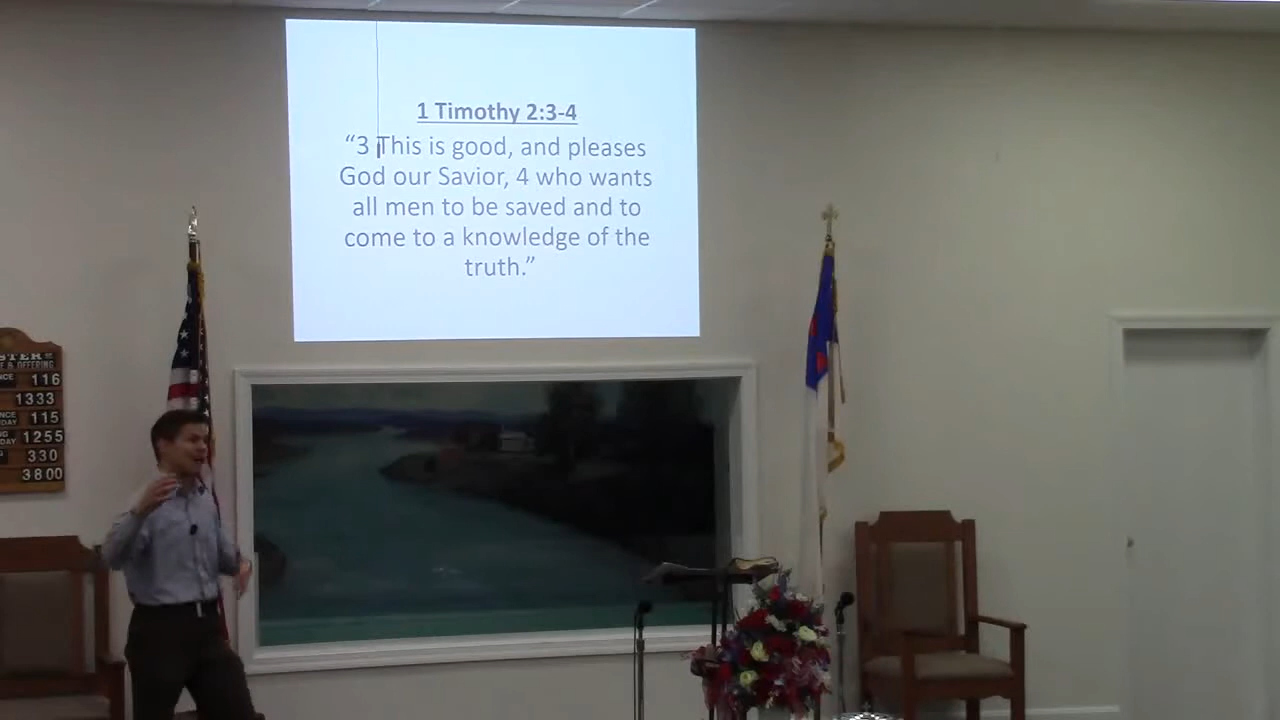 1 Timothy 2:3-4
“3 This is good, and pleases
God our Savior, 4 who wants
all men to be saved and to
come to a knowledge of the
truth.”
& OFFERING
116
1333
115
1255
330
3800